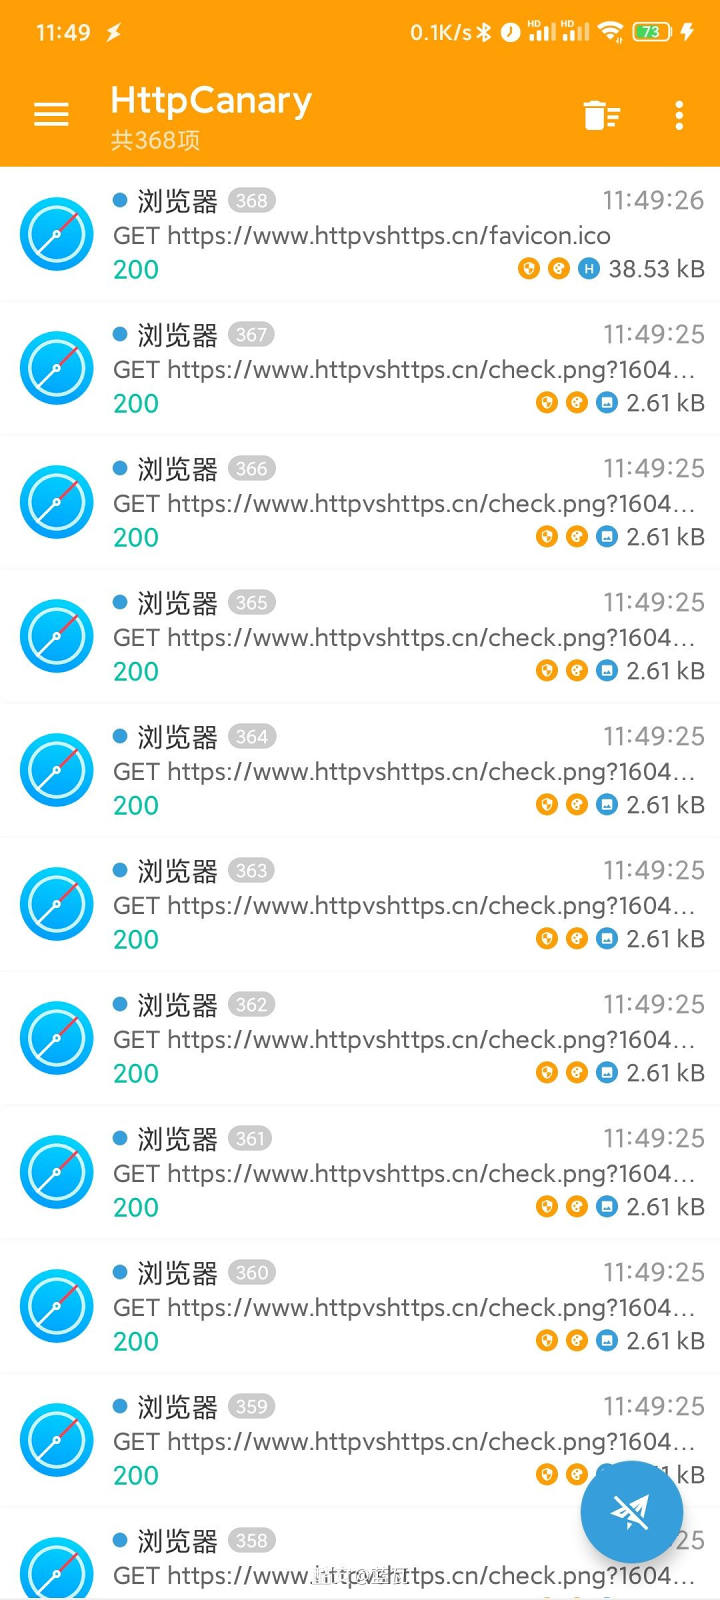 11:49
0.1K/s
HD
HD
73
HttpCanary
共368项
浏览器 368 11:49:26
GET https://www.httpvshttps.cn/favicon.ico
200 H 38.53 kB
浏览器 367 11:49:25
GET https://www.httpvshttps.cn/check.png?1604...
200 2.61 kB
浏览器 366 11:49:25
GET https://www.httpvshttps.cn/check.png?1604...
200 2.61 kB
浏览器 365 11:49:25
GET https://www.httpvshttps.cn/check.png?1604...
200 2.61 kB
浏览器 364 11:49:25
GET https://www.httpvshttps.cn/check.png?1604...
200 2.61 kB
浏览器 363 11:49:25
GET https://www.httpvshttps.cn/check.png?1604...
200 2.61 kB
浏览器 362 11:49:25
GET https://www.httpvshttps.cn/check.png?1604...
200 2.61 kB
浏览器 361 11:49:25
GET https://www.httpvshttps.cn/check.png?1604...
200 2.61 kB
浏览器 360 11:49:25
GET https://www.httpvshttps.cn/check.png?1604...
200 2.61 kB
浏览器 359 11:49:25
GET https://www.httpvshttps.cn/check.png?1604...
200 1 kB
浏览器 358 25
GET https://www.httpvshttps.cn/check.png?1604...